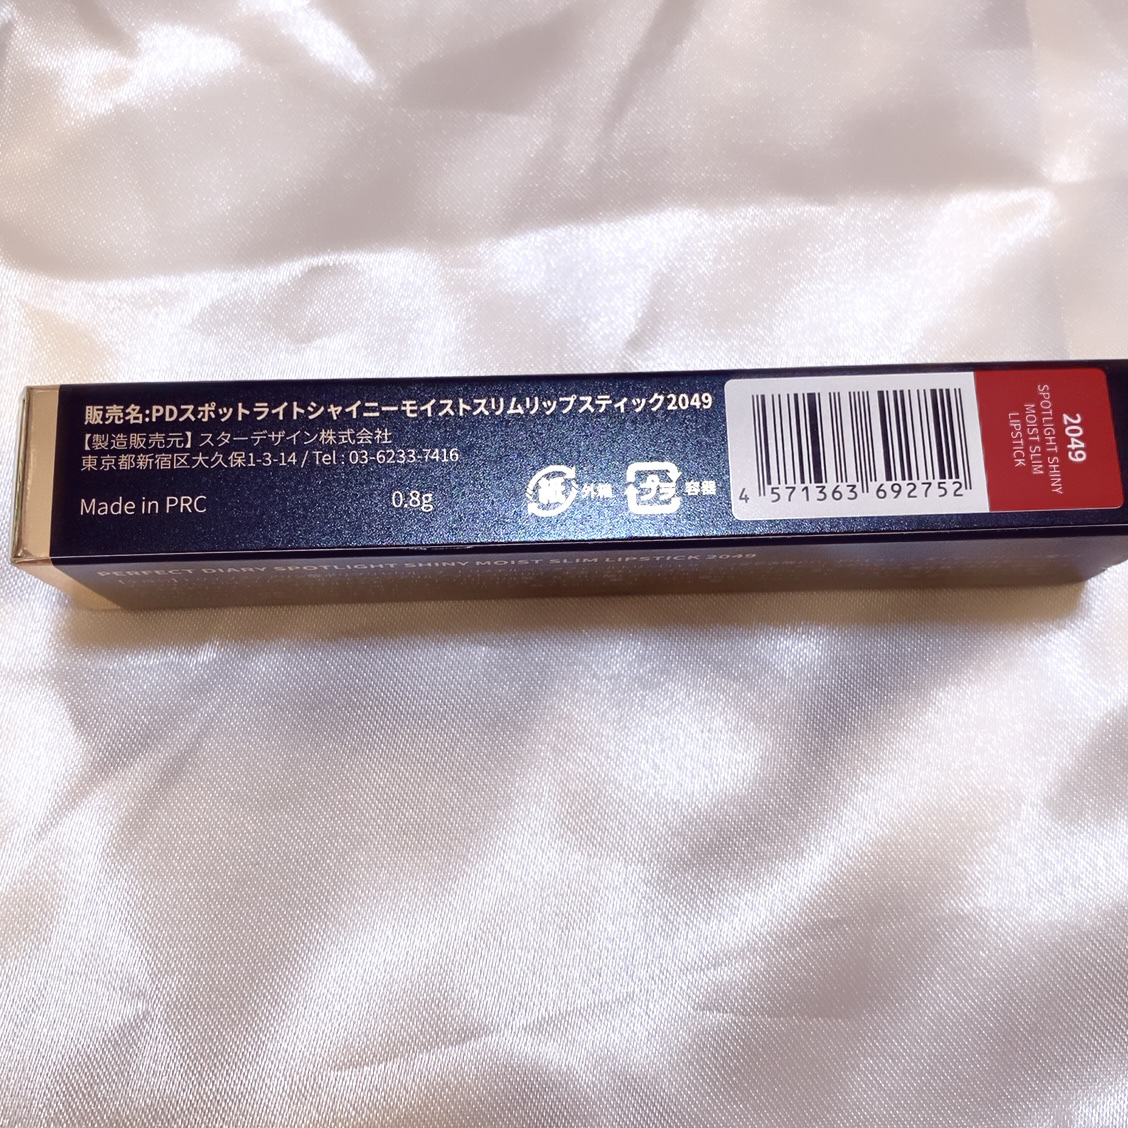 販売名:PDスポットライトシャイニーモイストスリムリップスティック2049
【製造販売元】スターデザイン株式会社
東京都新宿区大久保1-3-14 / Tel : 03-6233-7416
Made in PRC
0.8g
紙 外箱
プラ 容器
4 571363 692752
2049
SPOTLIGHT SHINY
MOIST SLIM
LIPSTICK
PERFECT DIARY SPOTLIGHT SHINY MOIST SLIM LIPSTICK 2049